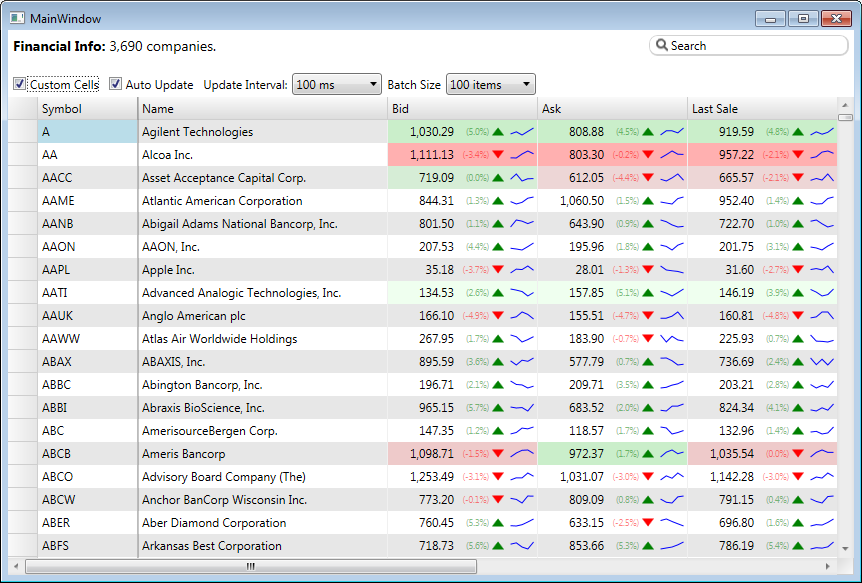 MainWindow
Financial Info: 3,690 companies.
Search
Custom Cells Auto Update Update Interval: 100 ms Batch Size 100 items
Symbol Name Bid Ask Last Sale
A Agilent Technologies 1,030.29 (5.0%) 808.88 (4.5%) 919.59 (4.8%)
AA Alcoa Inc. 1,111.13 (-3.4%) 803.30 (-0.2%) 957.22 (-2.1%)
AACC Asset Acceptance Capital Corp. 719.09 (0.0%) 612.05 (-4.4%) 665.57 (-2.1%)
AAME Atlantic American Corporation 844.31 (1.3%) 1,060.50 (1.5%) 952.40 (1.4%)
AANB Abigail Adams National Bancorp, Inc. 801.50 (1.1%) 643.90 (0.9%) 722.70 (1.0%)
AAON AAON, Inc. 207.53 (4.4%) 195.96 (1.8%) 201.75 (3.1%)
AAPL Apple Inc. 35.18 (-3.7%) 28.01 (-1.3%) 31.60 (-2.7%)
AATI Advanced Analogic Technologies, Inc. 134.53 (2.6%) 157.85 (5.1%) 146.19 (3.9%)
AAUK Anglo American plc 166.10 (-4.9%) 155.51 (-4.7%) 160.81 (-4.8%)
AAWW Atlas Air Worldwide Holdings 267.95 (1.7%) 183.90 (-0.7%) 225.93 (0.7%)
ABAX ABAXIS, Inc. 895.59 (3.6%) 577.79 (0.7%) 736.69 (2.4%)
ABBC Abington Bancorp, Inc. 196.71 (2.1%) 209.71 (3.5%) 203.21 (2.8%)
ABBI Abraxis BioScience, Inc. 965.15 (5.7%) 683.52 (2.0%) 824.34 (4.1%)
ABC AmerisourceBergen Corp. 147.35 (1.2%) 118.57 (1.7%) 132.96 (1.4%)
ABCB Ameris Bancorp 1,098.71 (-1.5%) 972.37 (1.7%) 1,035.54 (0.0%)
ABCO Advisory Board Company (The) 1,253.49 (-3.1%) 1,031.07 (-3.0%) 1,142.28 (-3.0%)
ABCW Anchor BanCorp Wisconsin Inc. 773.20 (-0.1%) 809.09 (0.8%) 791.15 (0.4%)
ABER Aber Diamond Corporation 760.45 (5.3%) 633.15 (-2.5%) 696.80 (1.6%)
ABFS Arkansas Best Corporation 718.73 (5.6%) 853.66 (5.3%) 786.19 (5.4%)